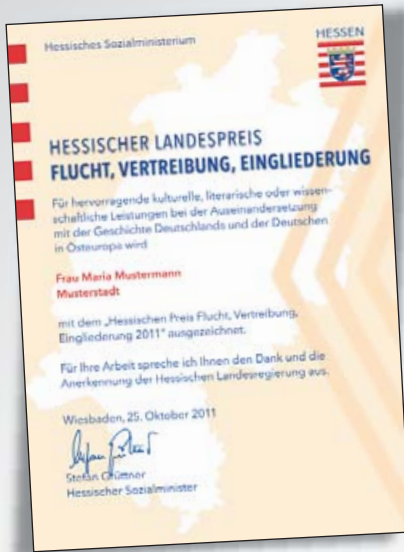 Hessisches Sozialministerium
HESSEN
HESSISCHER LANDESPREIS
FLUCHT, VERTREIBUNG, EINGLIEDERUNG
Für hervorragende kulturelle, literarische oder wissen-
schaftliche Leistungen bei der Auseinandersetzung
mit der Geschichte Deutschlands und der Deutschen
in Osteuropa wird
Frau Maria Mustermann
Musterstadt
mit dem „Hessischen Preis Flucht, Vertreibung,
Eingliederung 2011" ausgezeichnet.
Für Ihre Arbeit spreche ich Ihnen den Dank und die
Anerkennung der Hessischen Landesregierung aus.
Wiesbaden, 25. Oktober 2011
Stefan Grüttner
Hessischer Sozialminister